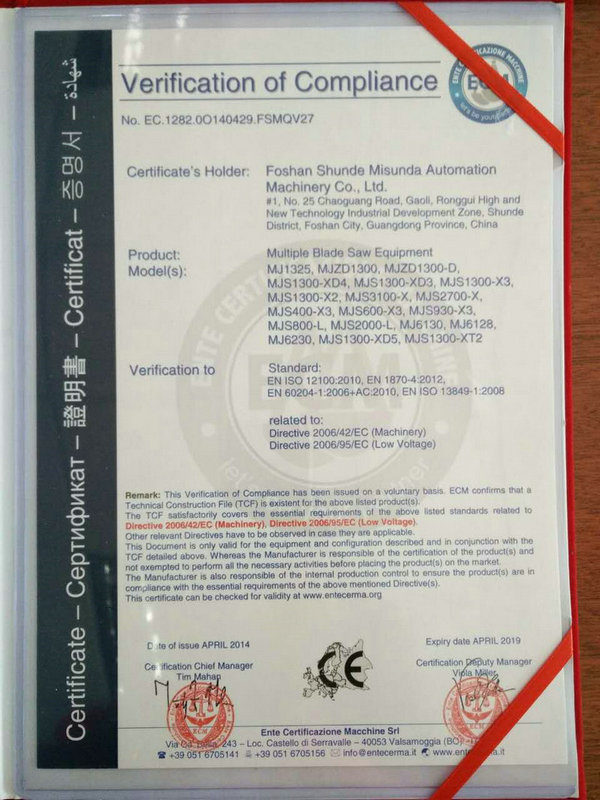 Certificate – Сертификат – 證明書 – Certificat – 증명서 – شهادة
Verification of Compliance
ENTE CERTIFICAZIONE MACCHINE
ECM
No. EC.1282.0O140429.FSMQV27
Certificate's Holder: Foshan Shunde Misunda Automation
Machinery Co., Ltd.
#1, No. 25 Chaoguang Road, Gaoli, Ronggui High and
New Technology Industrial Development Zone, Shunde
District, Foshan City, Guangdong Province, China
Product: Multiple Blade Saw Equipment
Model(s): MJ1325, MJZD1300, MJZD1300-D,
MJS1300-XD4, MJS1300-XD3, MJS1300-X3,
MJS1300-X2, MJS3100-X, MJS2700-X,
MJS400-X3, MJS600-X3, MJS930-X3,
MJS800-L, MJS2000-L, MJ6130, MJ6128,
MJ6230, MJS1300-XD5, MJS1300-XT2
Verification to Standard:
EN ISO 12100:2010, EN 1870-4:2012,
EN 60204-1:2006+AC:2010, EN ISO 13849-1:2008
related to:
Directive 2006/42/EC (Machinery)
Directive 2006/95/EC (Low Voltage)
Remark: This Verification of Compliance has been issued on a voluntary basis. ECM confirms that a
Technical Construction File (TCF) is existent for the above listed product(s).
The TCF satisfactorily covers the essential requirements of the above listed standards related to
Directive 2006/42/EC (Machinery), Directive 2006/95/EC (Low Voltage).
Other relevant Directives have to be observed in case they are applicable.
This Document is only valid for the equipment and configuration described and in conjunction with the
TCF detailed above. Whereas the Manufacturer is responsible of the certification of the product(s) and
not exempted to perform all the necessary activities before placing the product(s) on the market.
The Manufacturer is also responsible of the internal production control to ensure the product(s) are in
compliance with the essential requirements of the above mentioned Directive(s).
This certificate can be checked for validity at www.entecerma.org
Date of issue APRIL 2014 Expiry date APRIL 2019
Certification Chief Manager Certification Deputy Manager
Tim Mahan Viola Miller
CE
ECM
Ente Certificazione Macchine Srl
Via 243 – Loc. Castello di Serravalle – 40053 Valsamoggia (BO)
+39 051 6705141 +39 051 6705156 info@entecerma.it www.entecerma.it